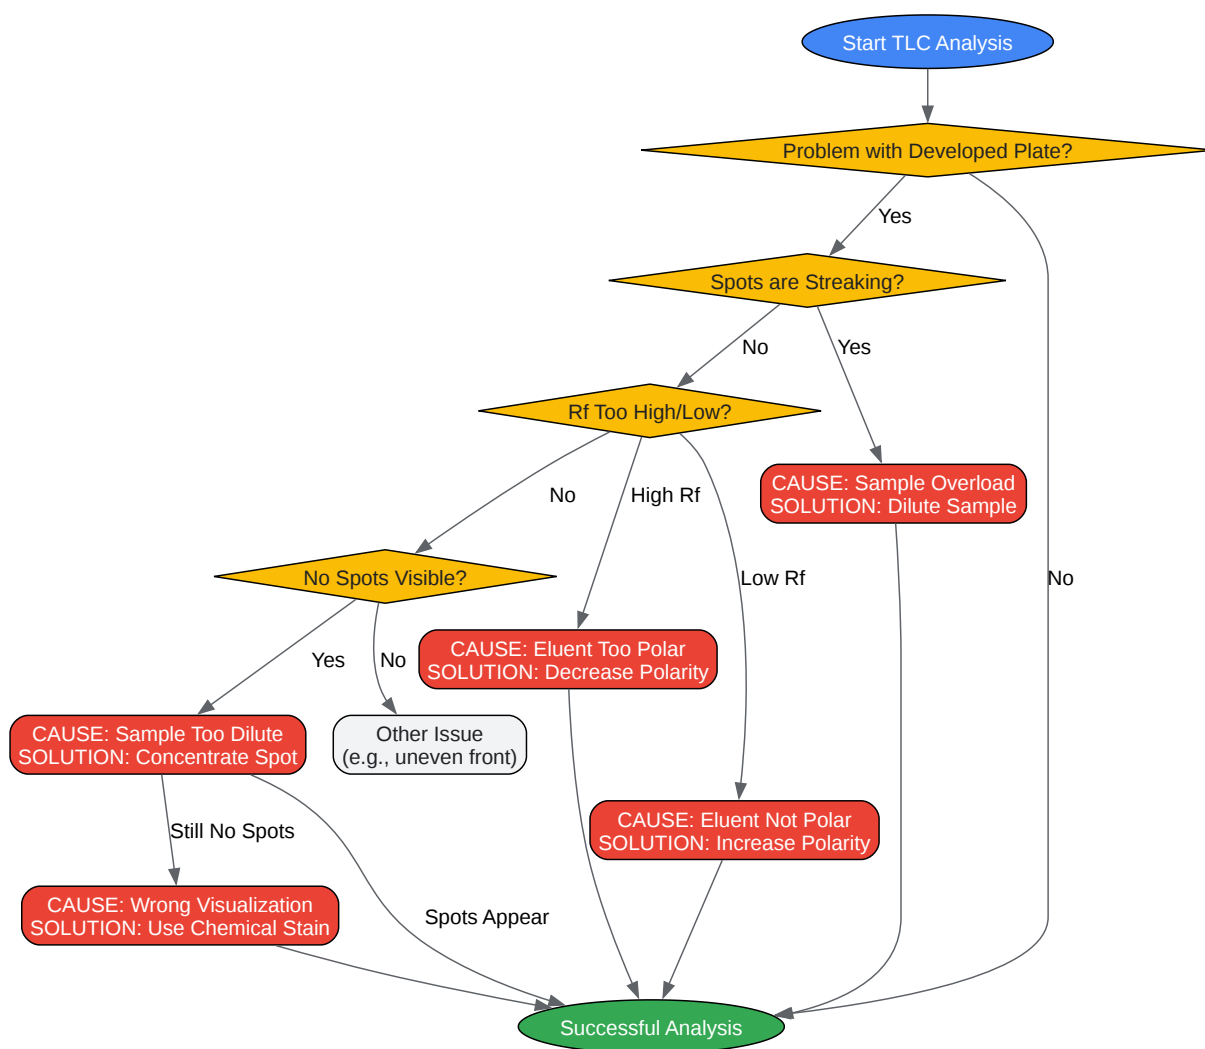 Start TLC Analysis
Problem with Developed Plate?
Yes
Spots are Streaking?
No
Yes
Rf Too High/Low?
CAUSE: Sample Overload
SOLUTION: Dilute Sample
No
High Rf
Low Rf
No
No Spots Visible?
CAUSE: Eluent Too Polar
SOLUTION: Decrease Polarity
Yes
No
CAUSE: Sample Too Dilute
SOLUTION: Concentrate Spot
Other Issue
(e.g., uneven front)
CAUSE: Eluent Not Polar
SOLUTION: Increase Polarity
Still No Spots
CAUSE: Wrong Visualization
SOLUTION: Use Chemical Stain
Spots Appear
Successful Analysis